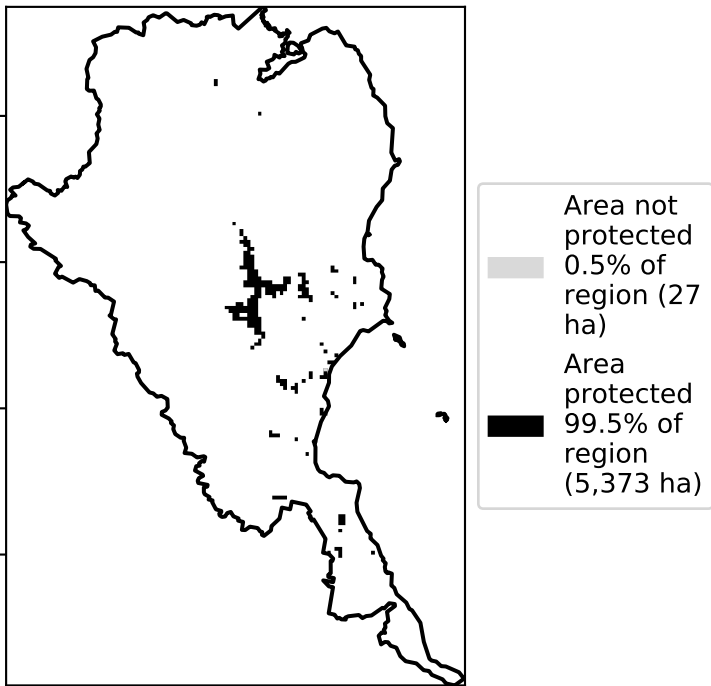 Area not
protected
0.5% of
region (27
ha)
Area
protected
99.5% of
region
(5,373 ha)